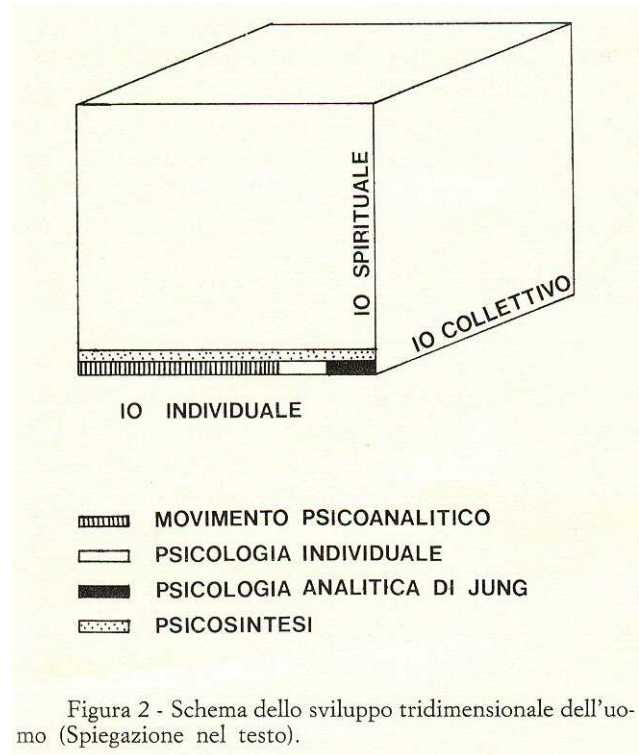 IO SPIRITUALE
IO COLLETTIVO
IO INDIVIDUALE
MOVIMENTO PSICOANALITICO
PSICOLOGIA INDIVIDUALE
PSICOLOGIA ANALITICA DI JUNG
PSICOSINTESI
Figura 2 - Schema dello sviluppo tridimensionale dell'uo-
mo (Spiegazione nel testo).